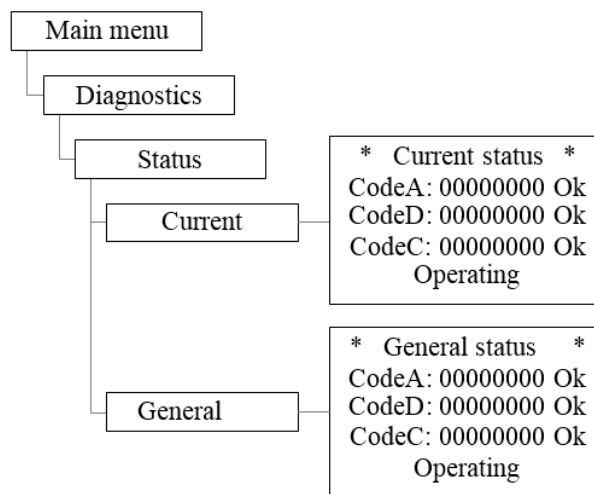 Main menu
Diagnostics
Status
Current
* Current status *
CodeA: 00000000 Ok
CodeD: 00000000 Ok
CodeC: 00000000 Ok
Operating
General
* General status *
CodeA: 00000000 Ok
CodeD: 00000000 Ok
CodeC: 00000000 Ok
Operating